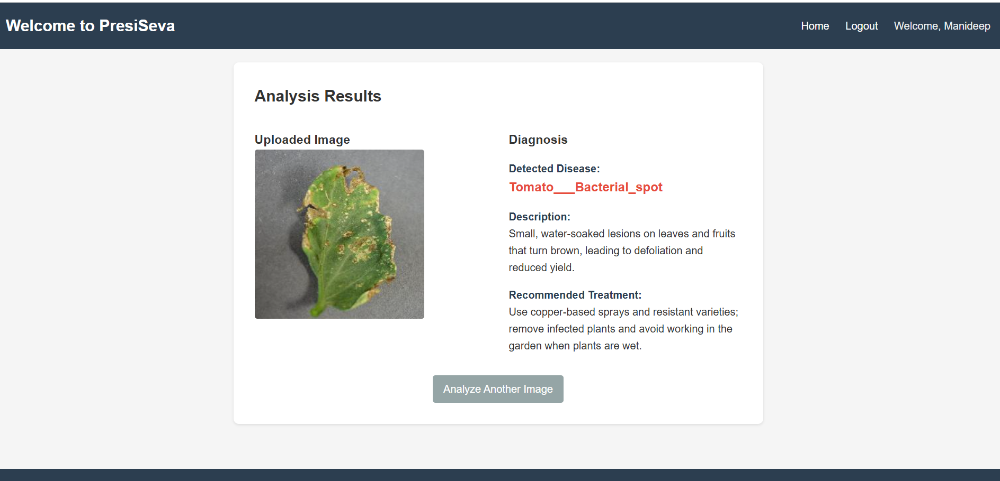 Welcome to PresiSeva
Home Logout Welcome, Manideep
Analysis Results
Uploaded Image
Diagnosis
Detected Disease:
Tomato___Bacterial_spot
Description:
Small, water-soaked lesions on leaves and fruits
that turn brown, leading to defoliation and
reduced yield.
Recommended Treatment:
Use copper-based sprays and resistant varieties;
remove infected plants and avoid working in the
garden when plants are wet.
Analyze Another Image